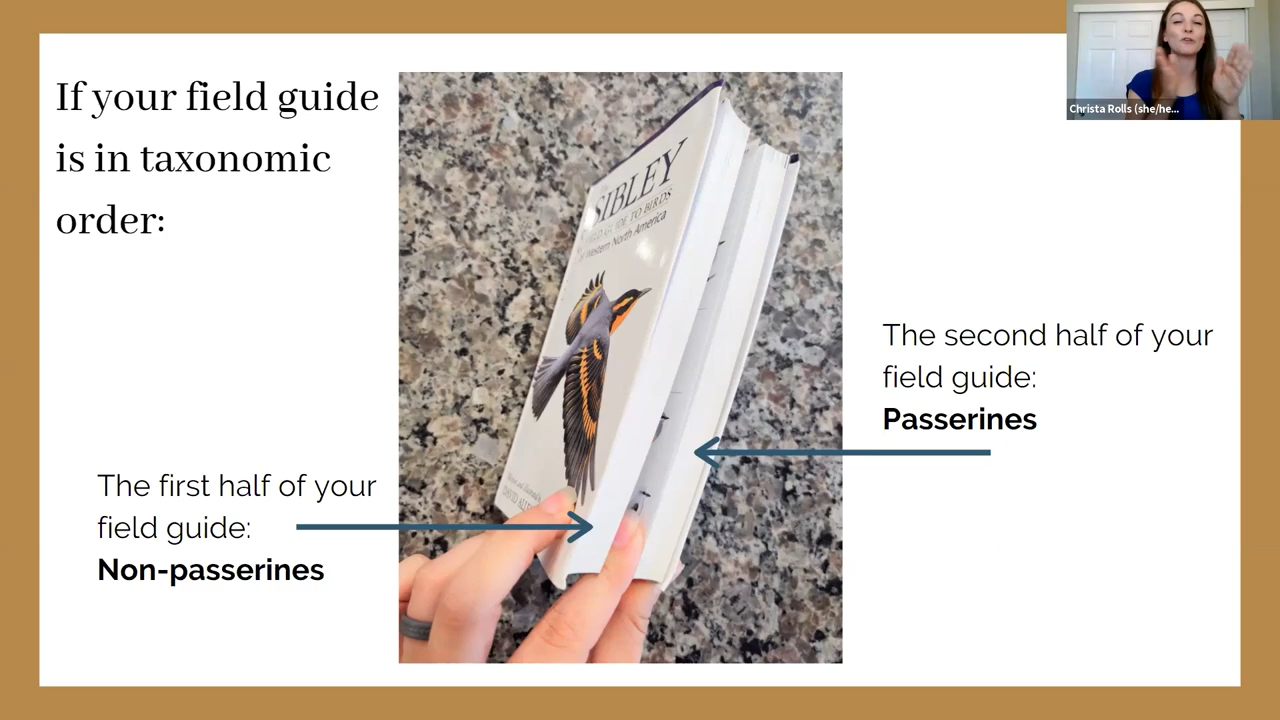 If your field guide
is in taxonomic
order:
SIBLEY
FIELD GUIDE TO BIRDS
of Western North America
The second half of your
field guide:
Passerines
The first half of your
field guide:
Non-passerines
Christa Rolls (she/he...